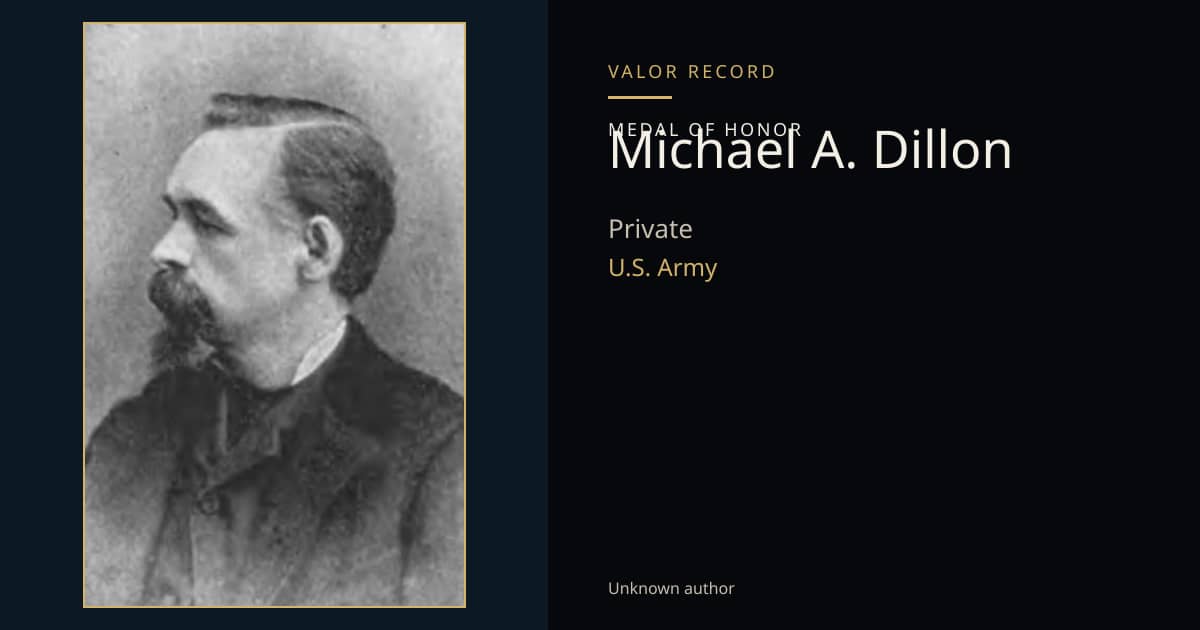 VALOR RECORD
MEDAL OF HONOR
Michael A. Dillon
Private
U.S. Army
Unknown author